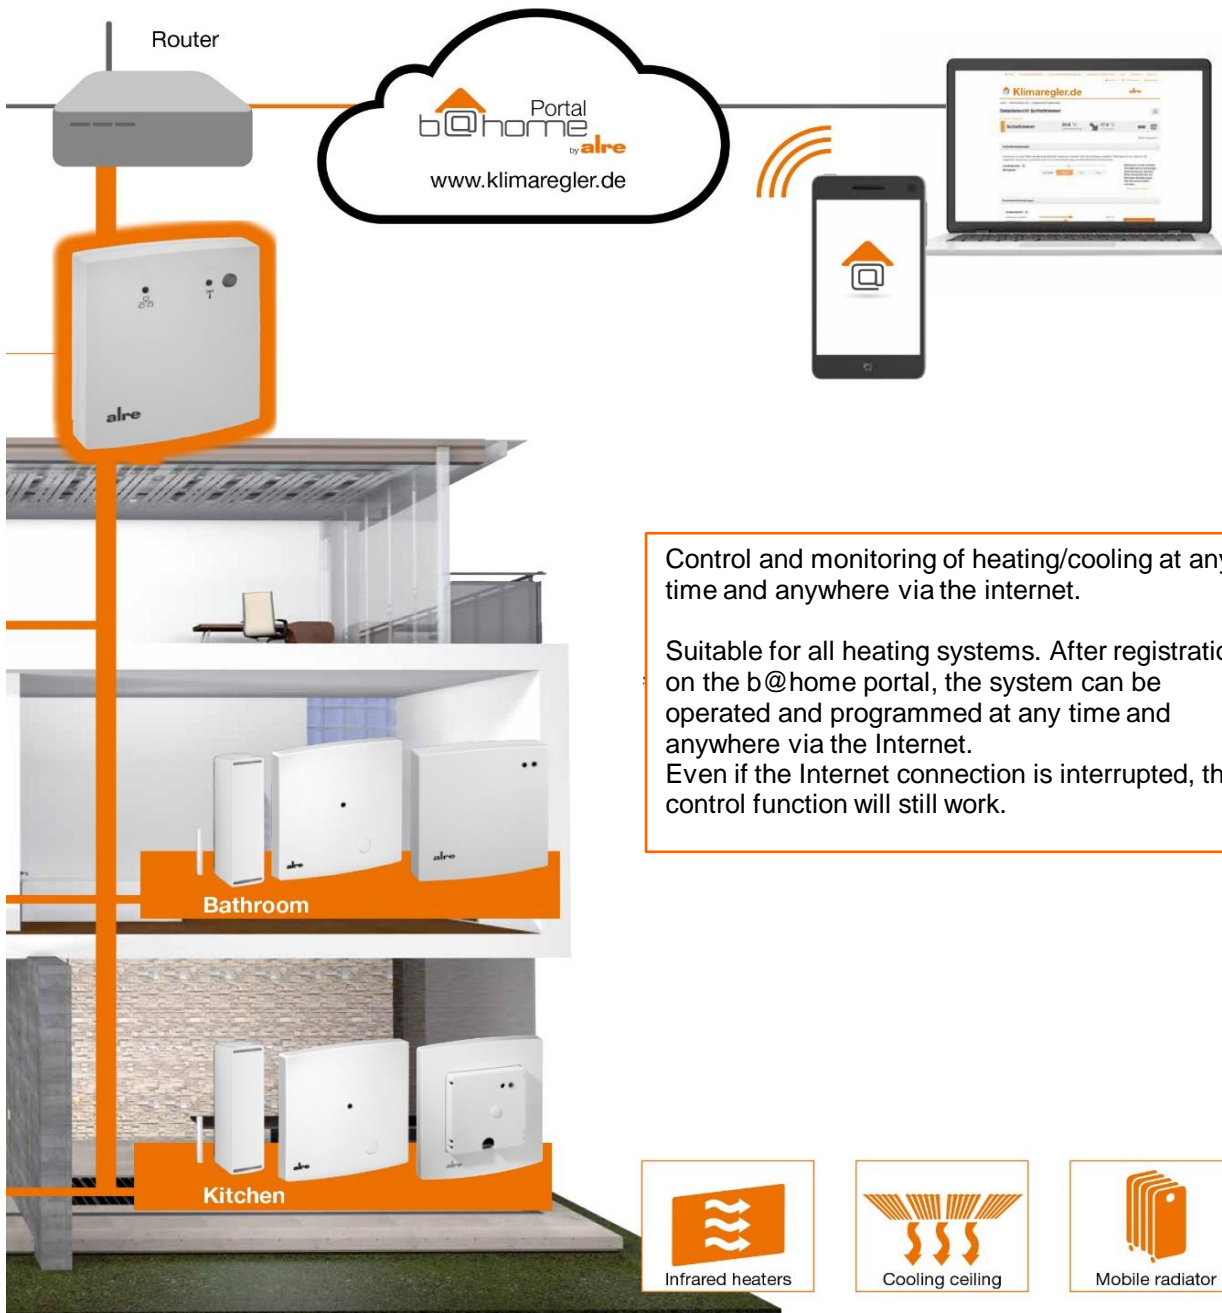 Router
Portal
b@home
by alre
www.klimaregler.de
Klimaregler.de
alre
alre
Control and monitoring of heating/cooling at any
time and anywhere via the internet.
Suitable for all heating systems. After registratio
on the b@home portal, the system can be
operated and programmed at any time and
anywhere via the Internet.
Even if the Internet connection is interrupted, th
control function will still work.
alre
alre
Bathroom
alre
alre
Kitchen
Infrared heaters
Cooling ceiling
Mobile radiator